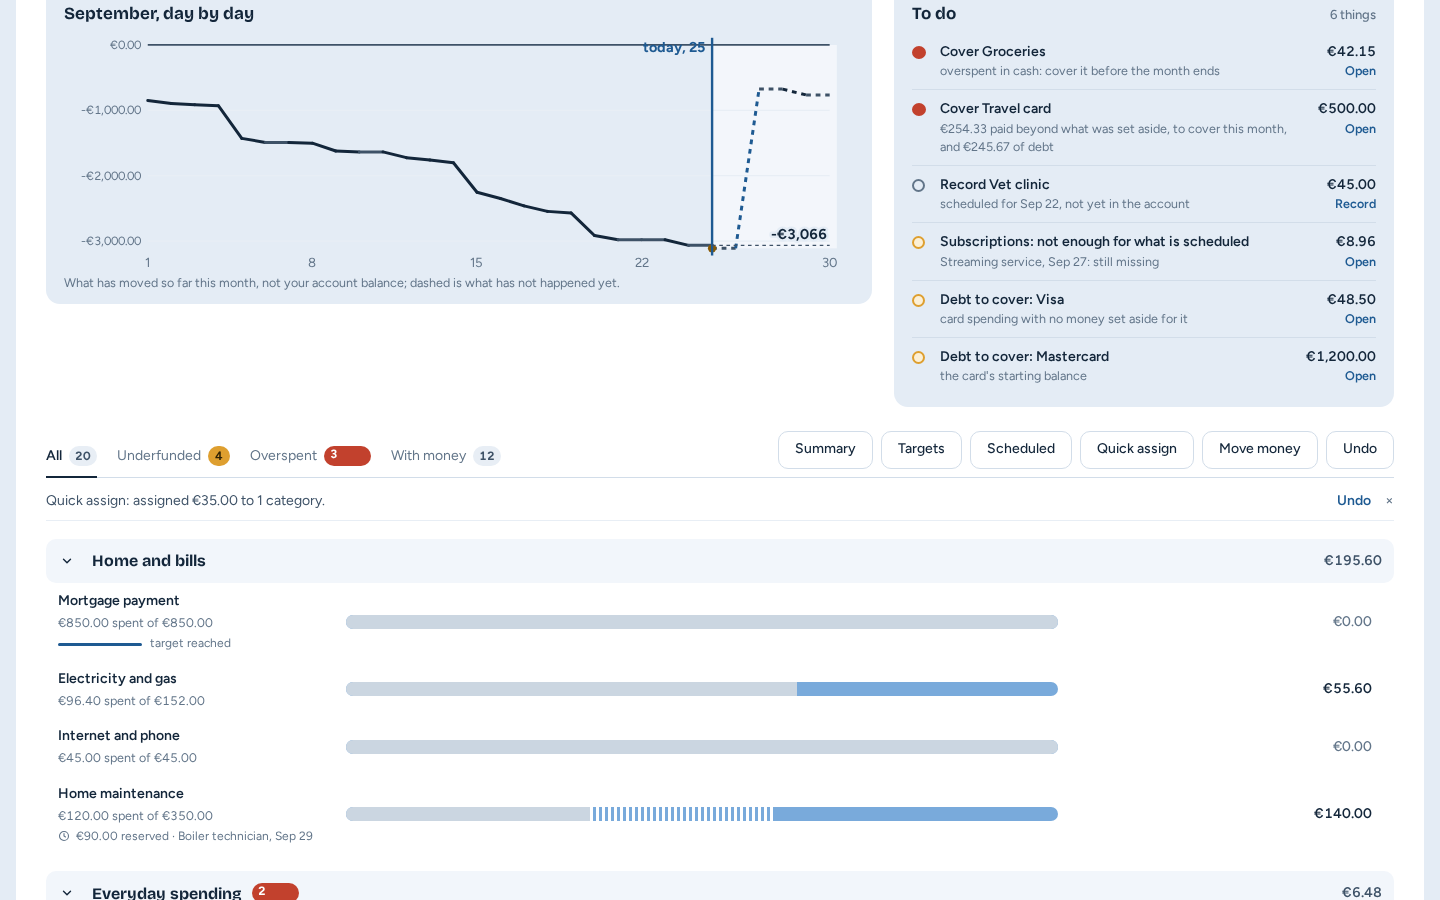 September, day by day
€0.00
today, 25
-€1,000.00
-€2,000.00
-€3,000.00
-€3,066
1 8 15 22 30
What has moved so far this month, not your account balance; dashed is what has not happened yet.
To do 6 things
Cover Groceries €42.15
overspent in cash: cover it before the month ends Open
Cover Travel card €500.00
€254.33 paid beyond what was set aside, to cover this month, Open
and €245.67 of debt
Record Vet clinic €45.00
scheduled for Sep 22, not yet in the account Record
Subscriptions: not enough for what is scheduled €8.96
Streaming service, Sep 27: still missing Open
Debt to cover: Visa €48.50
card spending with no money set aside for it Open
Debt to cover: Mastercard €1,200.00
the card's starting balance Open
All 20 Underfunded 4 Overspent 3 With money 12
Summary Targets Scheduled Quick assign Move money Undo
Quick assign: assigned €35.00 to 1 category. Undo ×
Home and bills €195.60
Mortgage payment
€850.00 spent of €850.00 €0.00
target reached
Electricity and gas
€96.40 spent of €152.00 €55.60
Internet and phone
€45.00 spent of €45.00 €0.00
Home maintenance
€120.00 spent of €350.00 €140.00
€90.00 reserved · Boiler technician, Sep 29
Everyday spending 2 €6.48